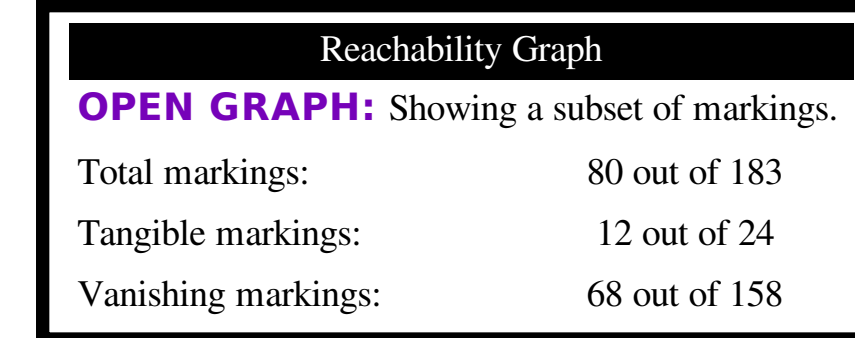 Reachability Graph
OPEN GRAPH: Showing a subset of markings.
Total markings: 80 out of 183
Tangible markings: 12 out of 24
Vanishing markings: 68 out of 158